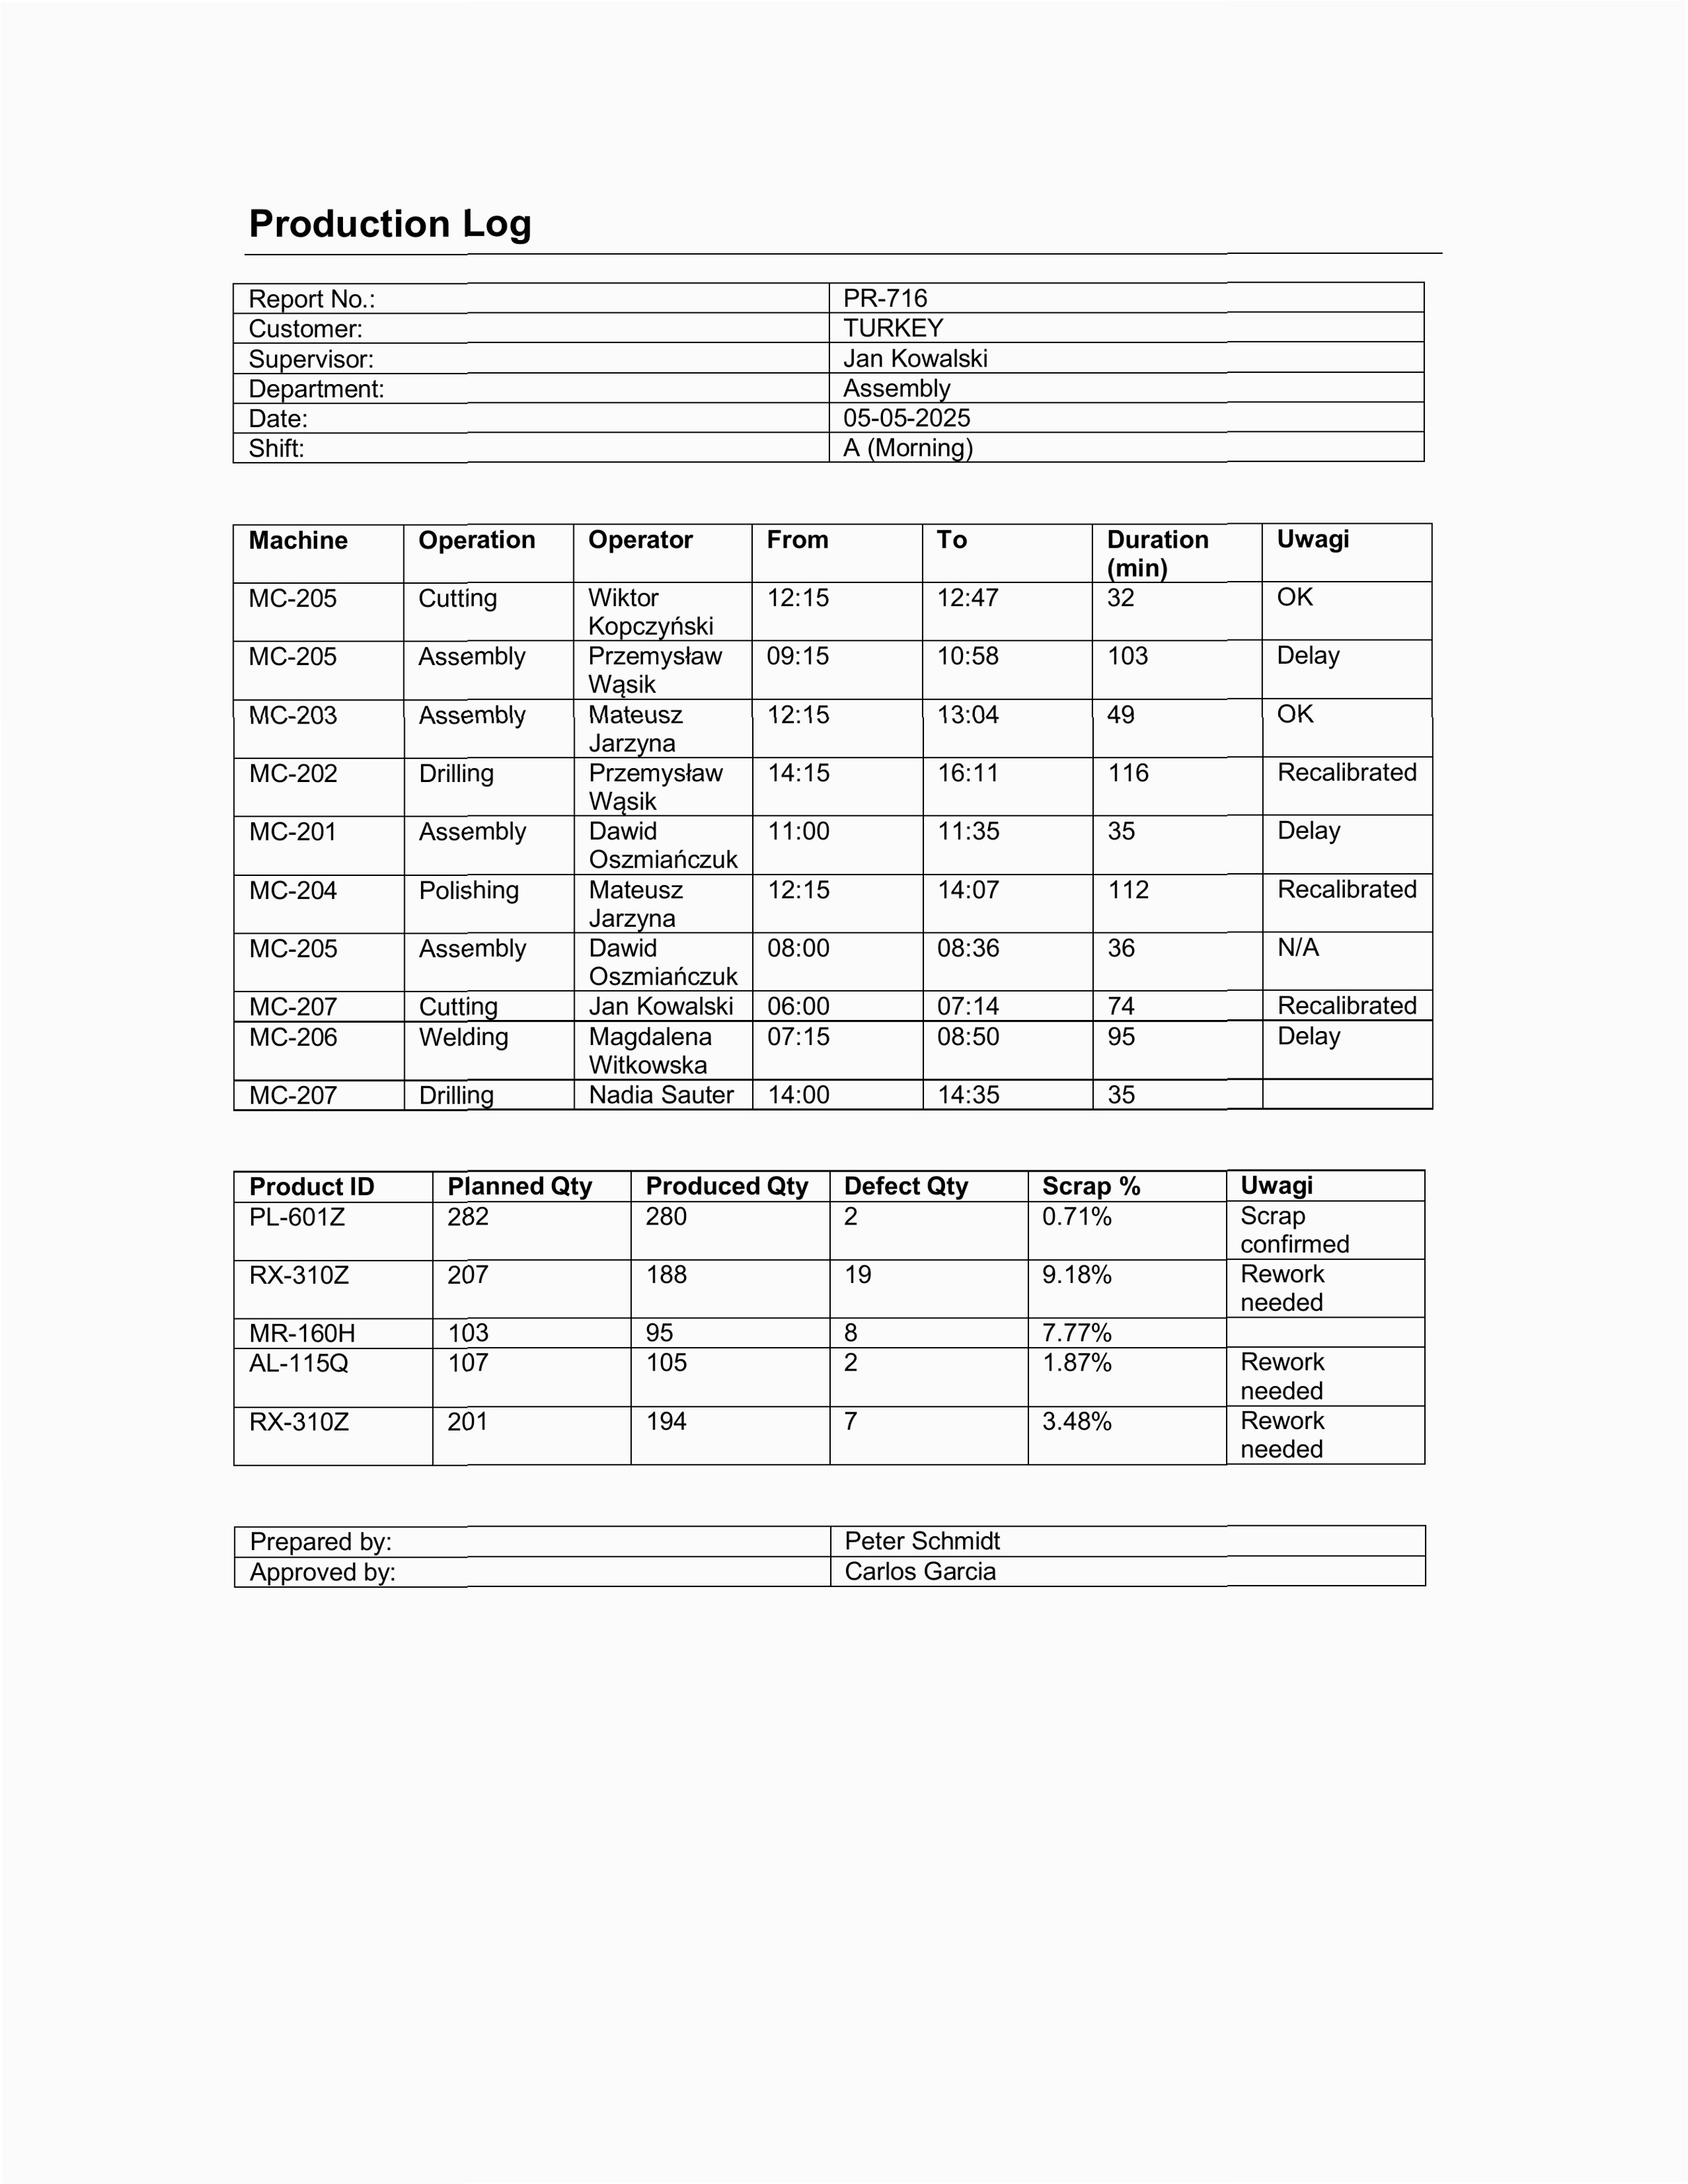 Production Log
Report No.: PR-716
Customer: TURKEY
Supervisor: Jan Kowalski
Department: Assembly
Date: 05-05-2025
Shift: A (Morning)
Machine Operation Operator From To Duration (min) Uwagi
MC-205 Cutting Wiktor Kopczyński 12:15 12:47 32 OK
MC-205 Assembly Przemysław Wąsik 09:15 10:58 103 Delay
MC-203 Assembly Mateusz Jarzyna 12:15 13:04 49 OK
MC-202 Drilling Przemysław Wąsik 14:15 16:11 116 Recalibrated
MC-201 Assembly Dawid Oszmiańczuk 11:00 11:35 35 Delay
MC-204 Polishing Mateusz Jarzyna 12:15 14:07 112 Recalibrated
MC-205 Assembly Dawid Oszmiańczuk 08:00 08:36 36 N/A
MC-207 Cutting Jan Kowalski 06:00 07:14 74 Recalibrated
MC-206 Welding Magdalena Witkowska 07:15 08:50 95 Delay
MC-207 Drilling Nadia Sauter 14:00 14:35 35
Product ID Planned Qty Produced Qty Defect Qty Scrap % Uwagi
PL-601Z 282 280 2 0.71% Scrap confirmed
RX-310Z 207 188 19 9.18% Rework needed
MR-160H 103 95 8 7.77%
AL-115Q 107 105 2 1.87% Rework needed
RX-310Z 201 194 7 3.48% Rework needed
Prepared by: Peter Schmidt
Approved by: Carlos Garcia